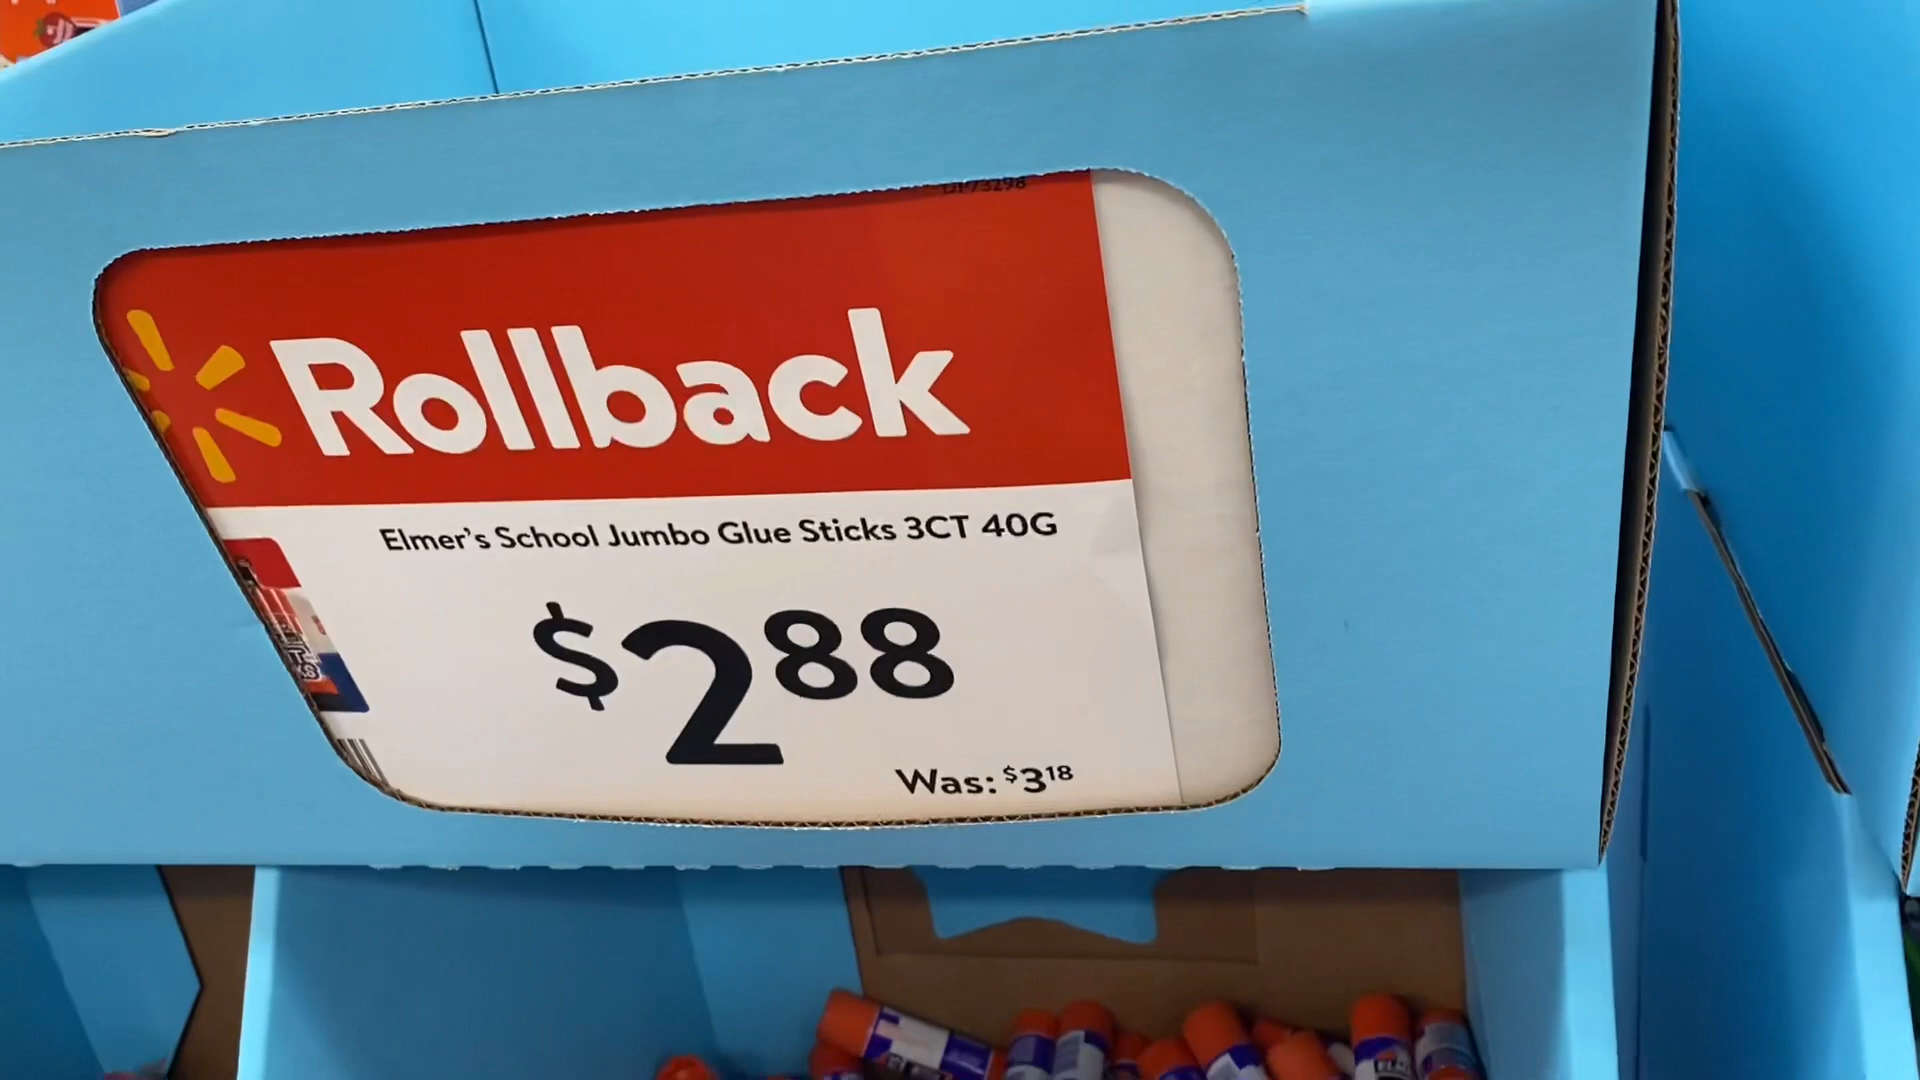 Rollback
Elmer's School Jumbo Glue Sticks 3CT 40G
$2 88
Was: $3 18